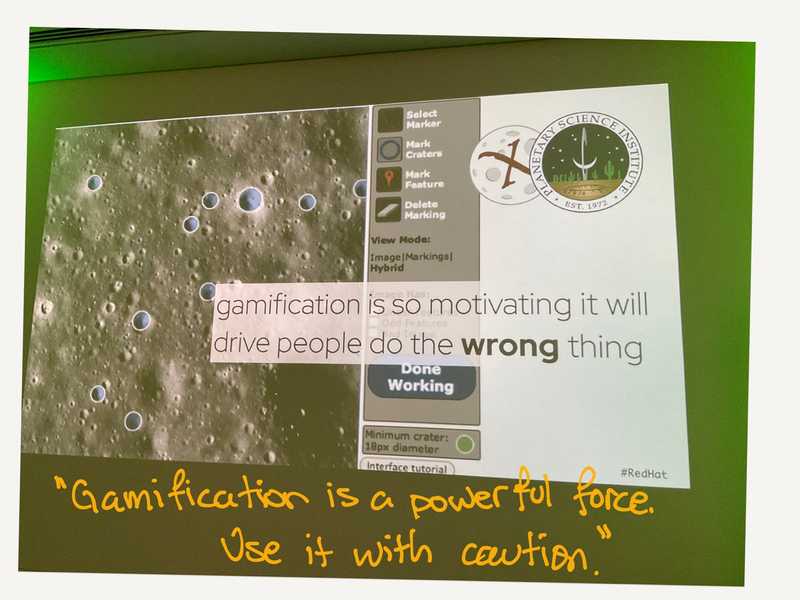 Select
Marker
Mark
Craters
Mark
Feature
Delete
Marking
View Mode:
Image|Markings|
Hybrid
PLANETARY SCIENCE INSTITUTE
EST. 1972
gamification is so motivating it will
drive people do the wrong thing
Done
Working
Minimum crater:
18px diameter
Interface tutorial
#RedHat
"Gamification is a powerful force.
Use it with caution."